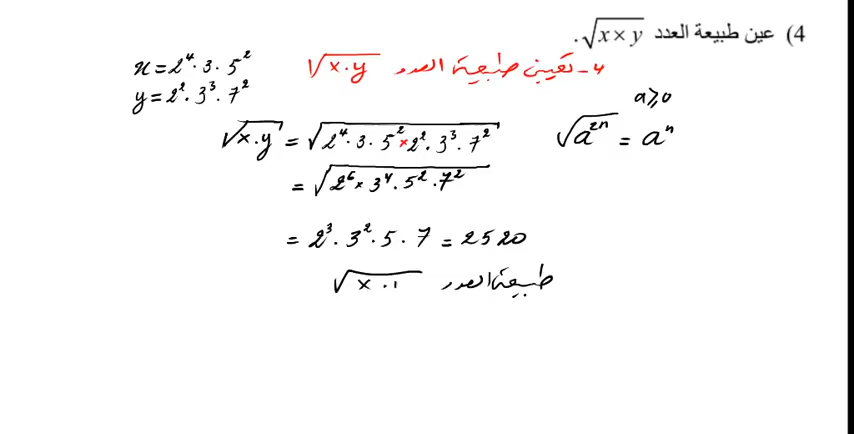 4) عين طبيعة العدد √(x × y).
4- تعيين طبيعة العدد √(x·y)
x = 2⁴ · 3 · 5²
y = 2² · 3³ · 7²
a ⩾ 0
√(x·y) = √(2⁴ · 3 · 5² × 2² · 3³ · 7²)
√(a²ⁿ) = aⁿ
= √(2⁶ × 3⁴ · 5² · 7²)
= 2³ · 3² · 5 · 7 = 2520
طبيعة العدد √(x ·